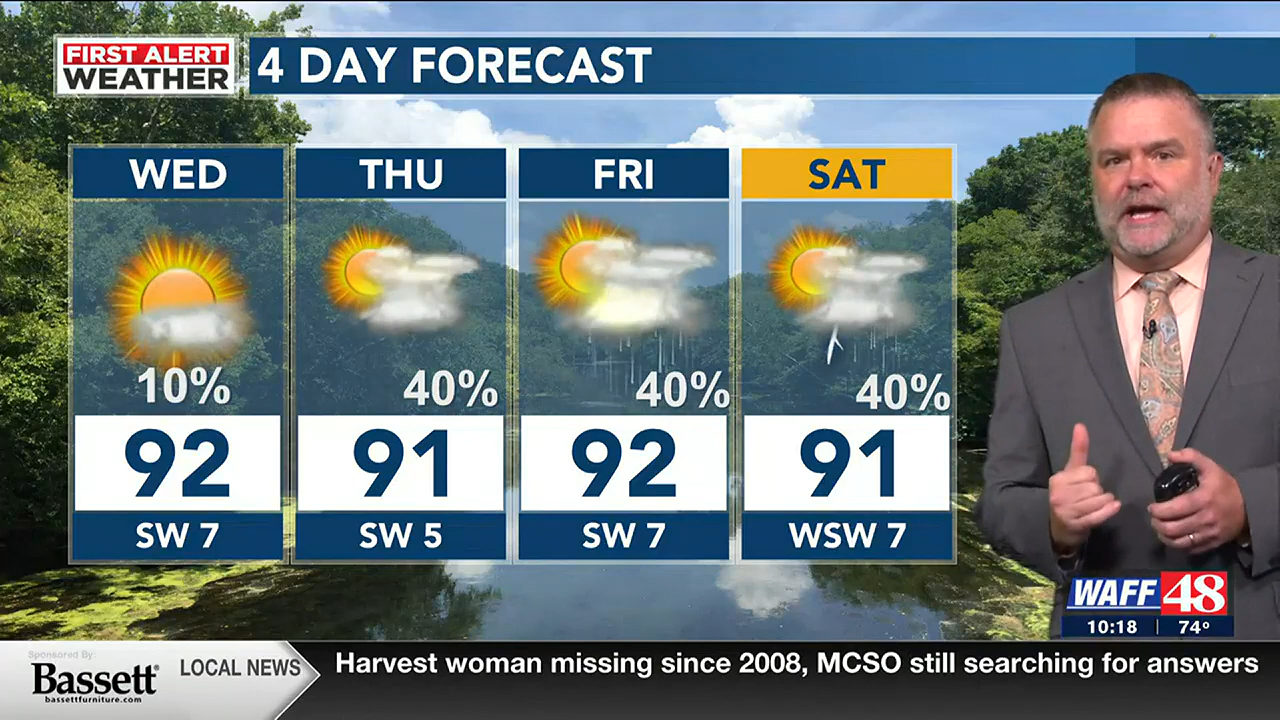 FIRST ALERT
WEATHER
4 DAY FORECAST
WED
THU
FRI
SAT
10%
40%
40%
40%
92
91
92
91
SW 7
SW 5
SW 7
WSW 7
WAFF 48
10:18 | 74°
Sponsored By:
Bassett®
bassettfurniture.com
LOCAL NEWS
Harvest woman missing since 2008, MCSO still searching for answers